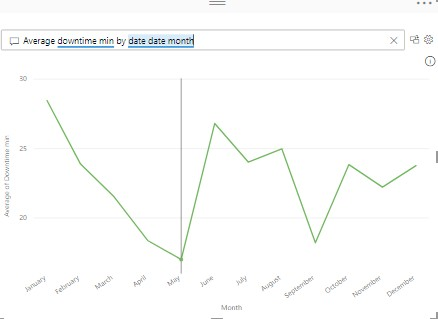 Average downtime min by date date month
30
25
20
Average of Downtime min
January
February
March
April
May
June
July
August
September
October
November
December
Month